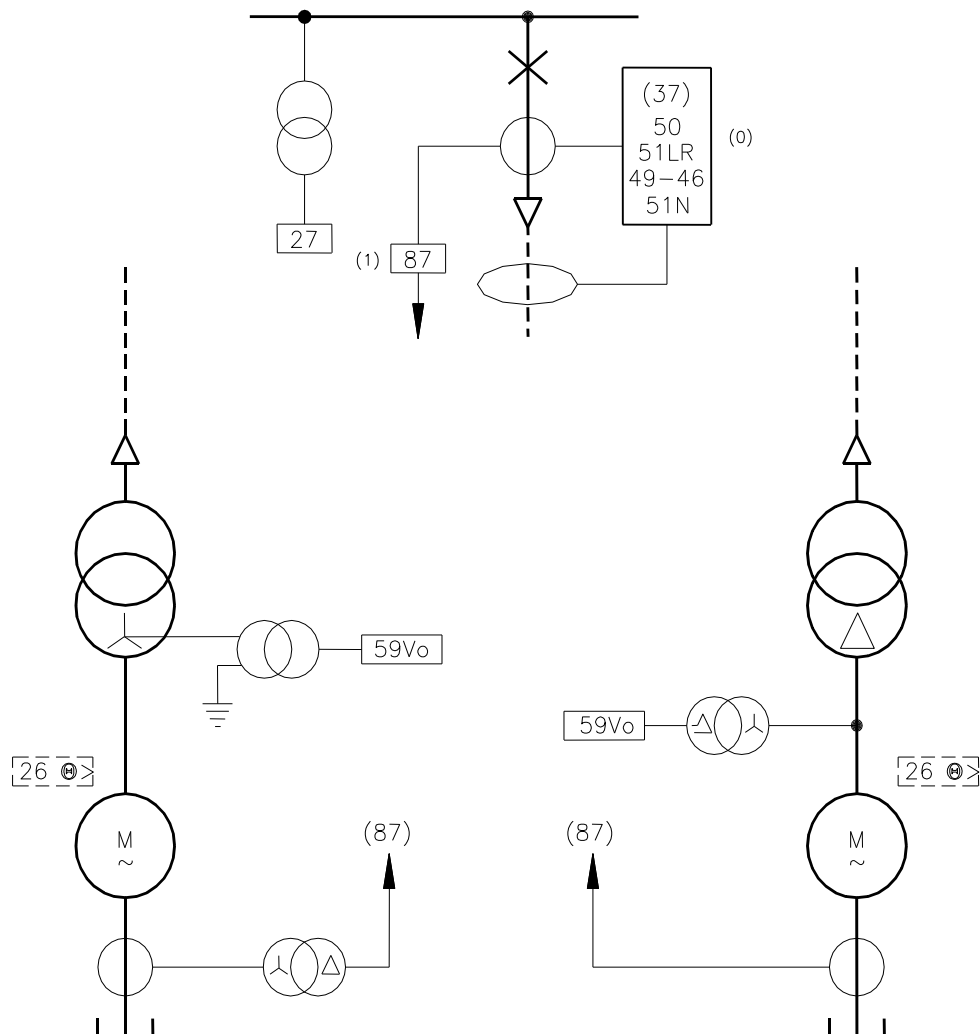 (37)
50
51LR
49-46
51N
(0)
27
(1)
87
59Vo
59Vo
26 Θ >
26 Θ >
M
~
M
~
(87)
(87)